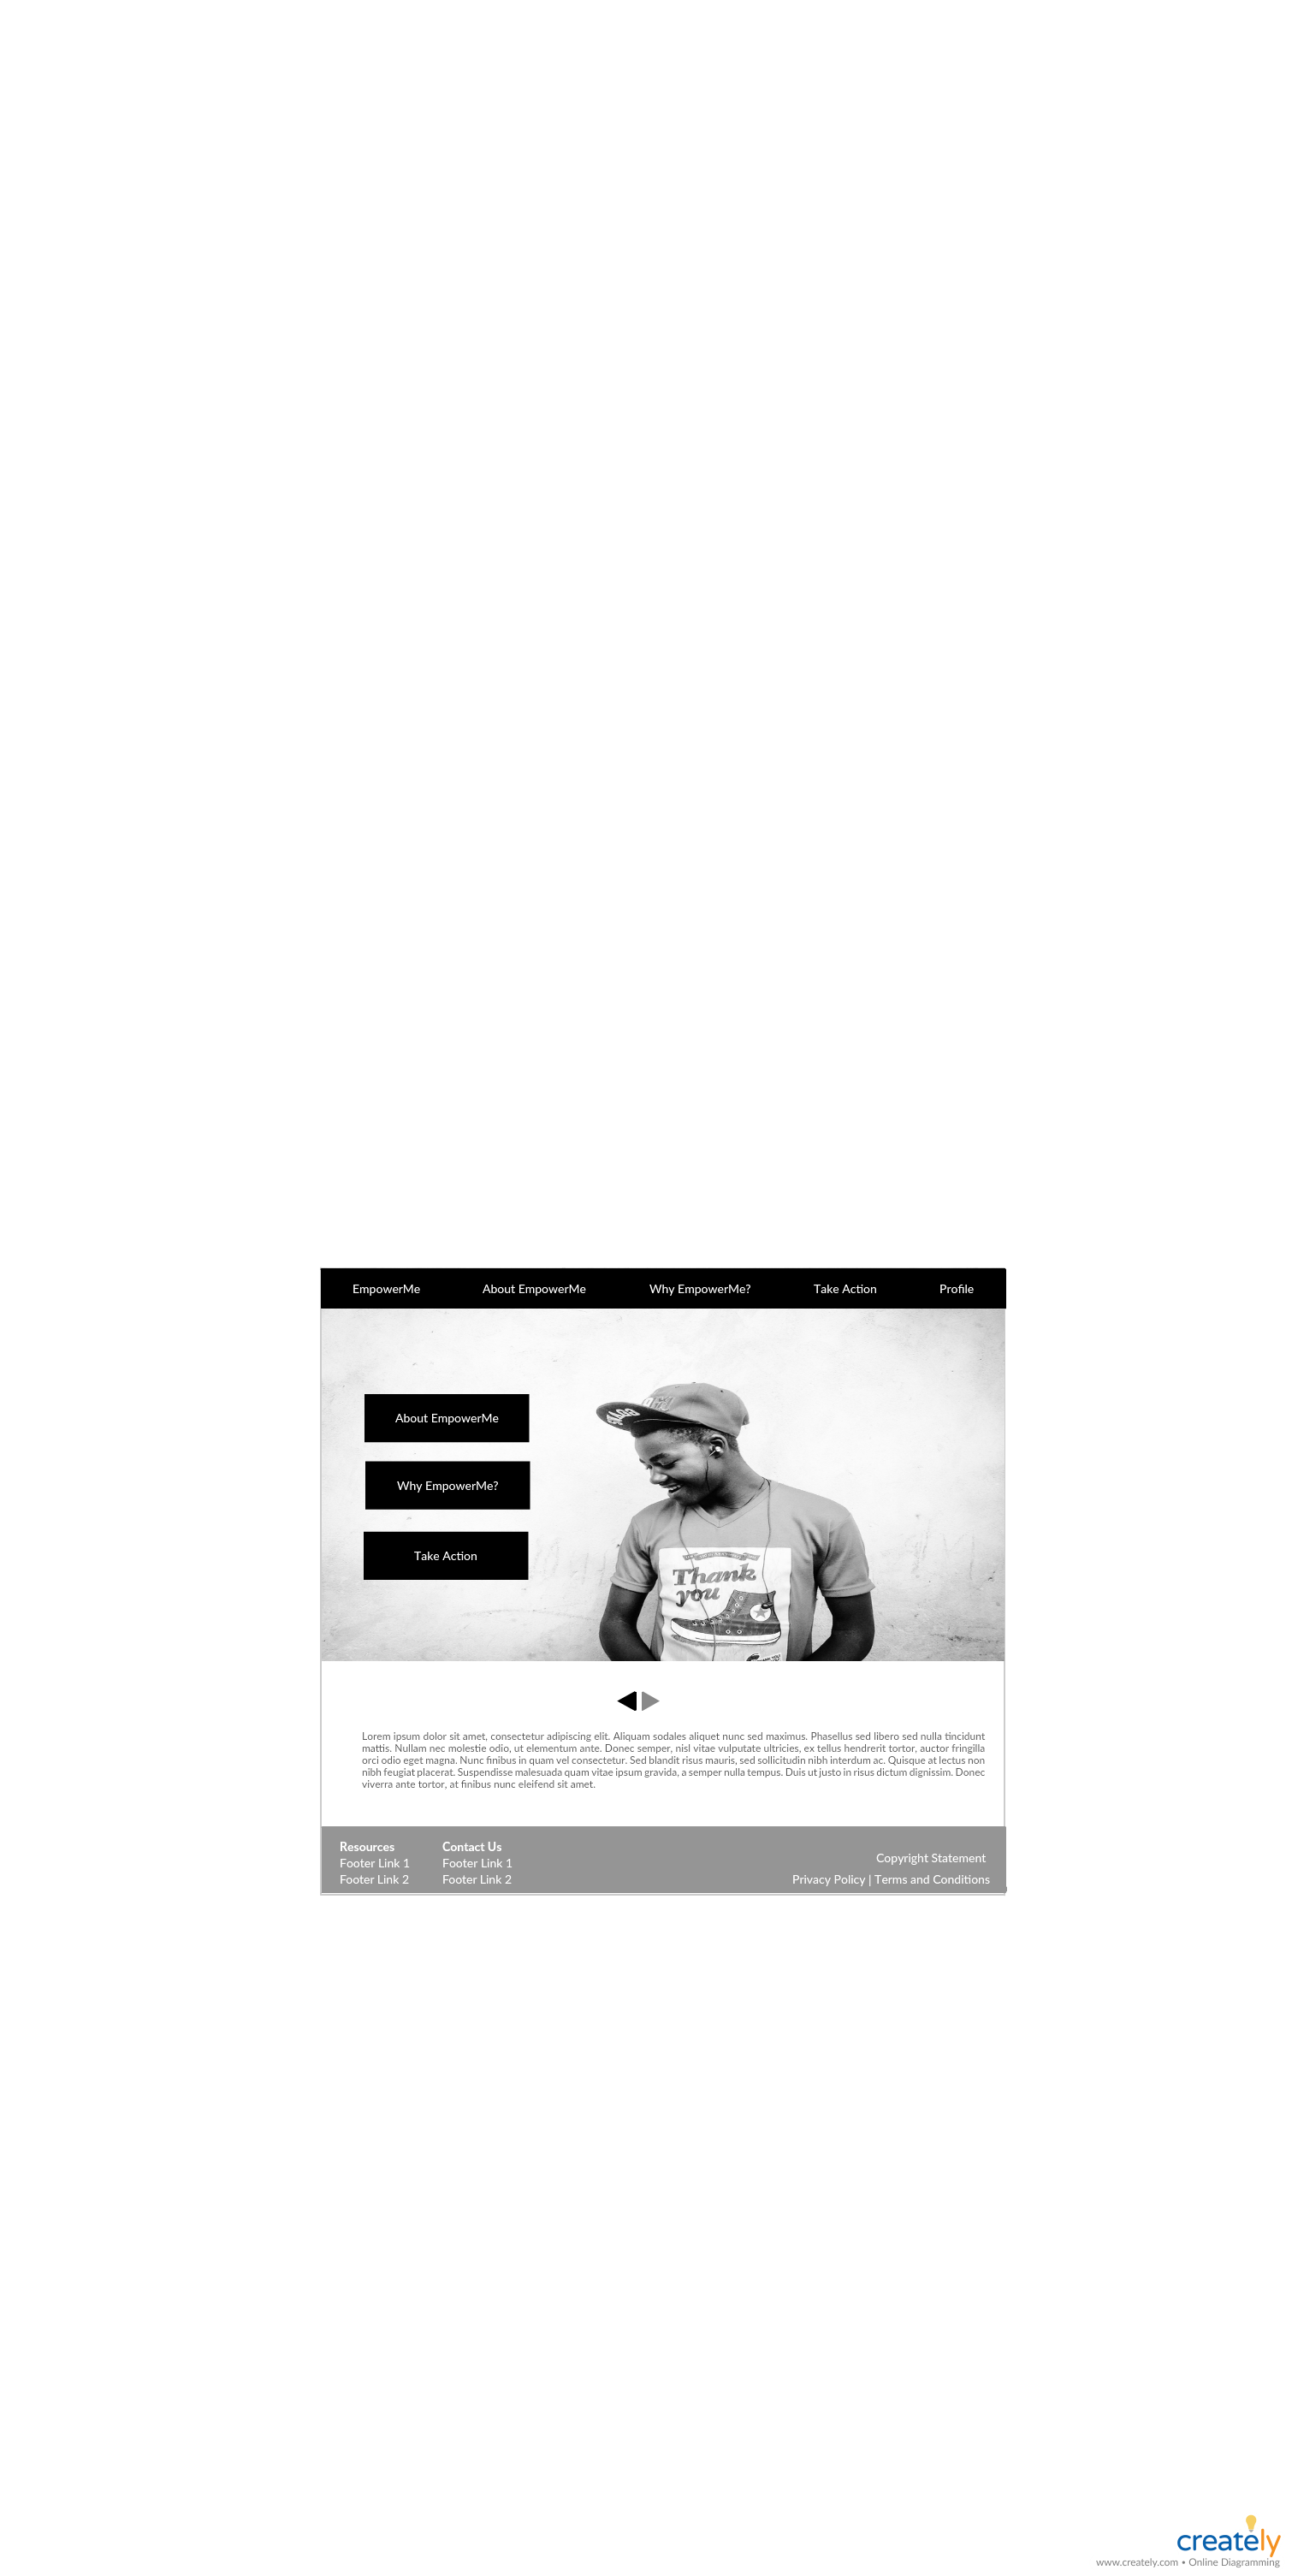 EmpowerMe About EmpowerMe Why EmpowerMe? Take Action Profile
About EmpowerMe
Why EmpowerMe?
Take Action
Thank
you
Lorem ipsum dolor sit amet, consectetur adipiscing elit. Aliquam sodales aliquet nunc sed maximus. Phasellus sed libero sed nulla tincidunt
mattis. Nullam nec molestie odio, ut elementum ante. Donec semper, nisl vitae vulputate ultricies, ex tellus hendrerit tortor, auctor fringilla
orci odio eget magna. Nunc finibus in quam vel consectetur. Sed blandit risus mauris, sed sollicitudin nibh interdum ac. Quisque at lectus non
nibh feugiat placerat. Suspendisse malesuada quam vitae ipsum gravida, a semper nulla tempus. Duis ut justo in risus dictum dignissim. Donec
viverra ante tortor, at finibus nunc eleifend sit amet.
Resources Contact Us
Copyright Statement
Footer Link 1 Footer Link 1
Footer Link 2 Footer Link 2 Privacy Policy | Terms and Conditions
creately
www.creately.com • Online Diagramming